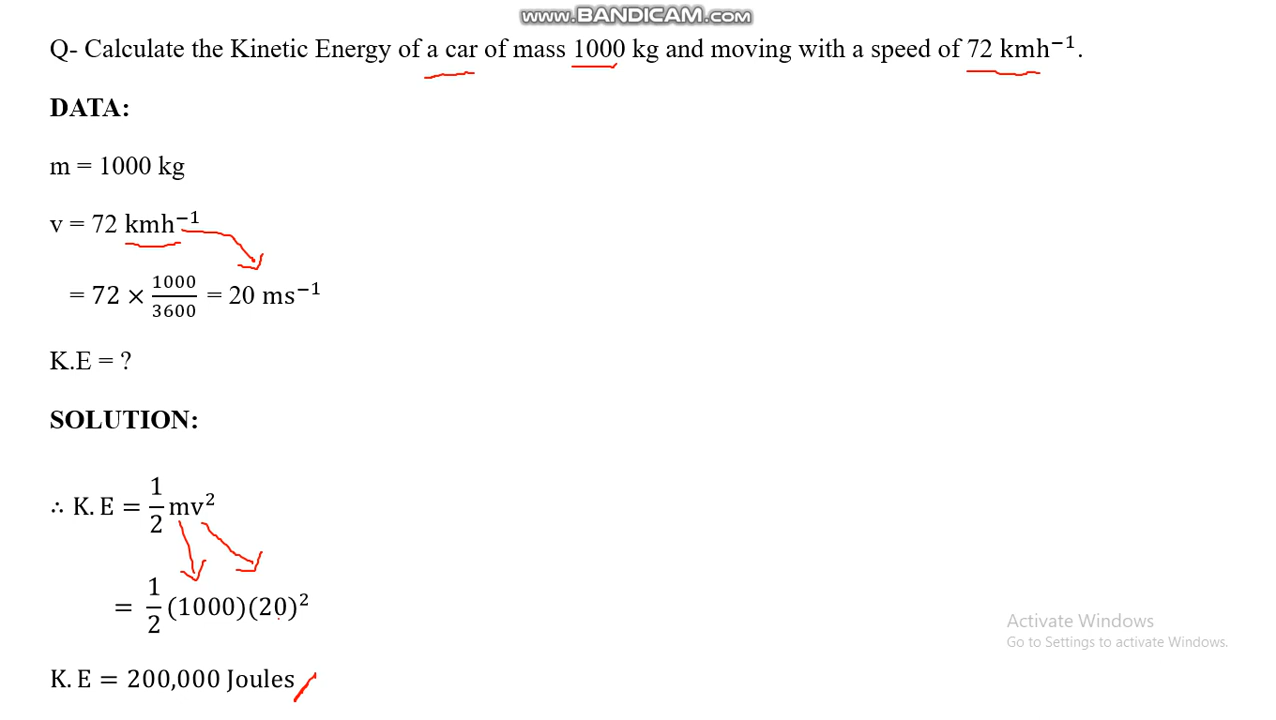 www.BANDICAM.com
Q- Calculate the Kinetic Energy of a car of mass 1000 kg and moving with a speed of 72 kmh⁻¹.
DATA:
m = 1000 kg
v = 72 kmh⁻¹
= 72 × 1000/3600 = 20 ms⁻¹
K.E = ?
SOLUTION:
∴ K. E = 1/2 mv²
= 1/2 (1000)(20)²
K. E = 200,000 Joules
Activate Windows
Go to Settings to activate Windows.